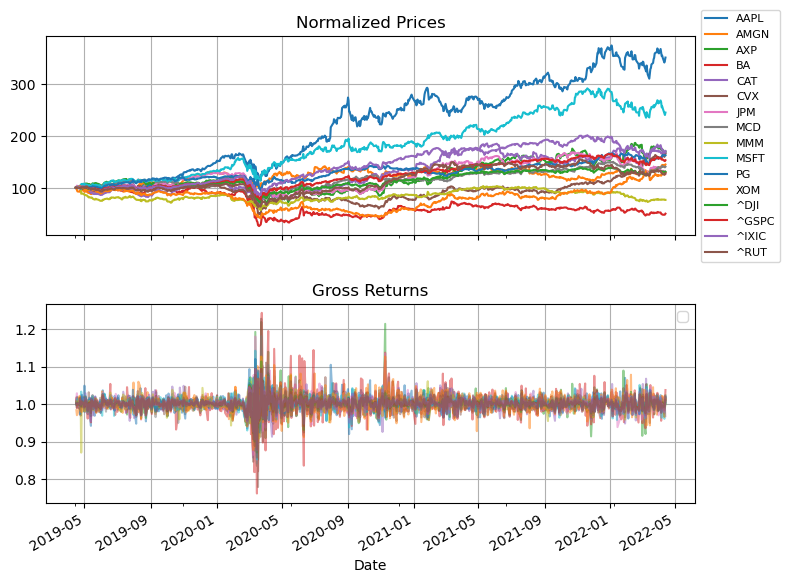 Normalized Prices
300
200
100
AAPL
AMGN
AXP
BA
CAT
CVX
JPM
MCD
MMM
MSFT
PG
XOM
^DJI
^GSPC
^IXIC
^RUT
Gross Returns
1.2
1.1
1.0
0.9
0.8
2019-05
2019-09
2020-01
2020-05
2020-09
2021-01
2021-05
2021-09
2022-01
2022-05
Date